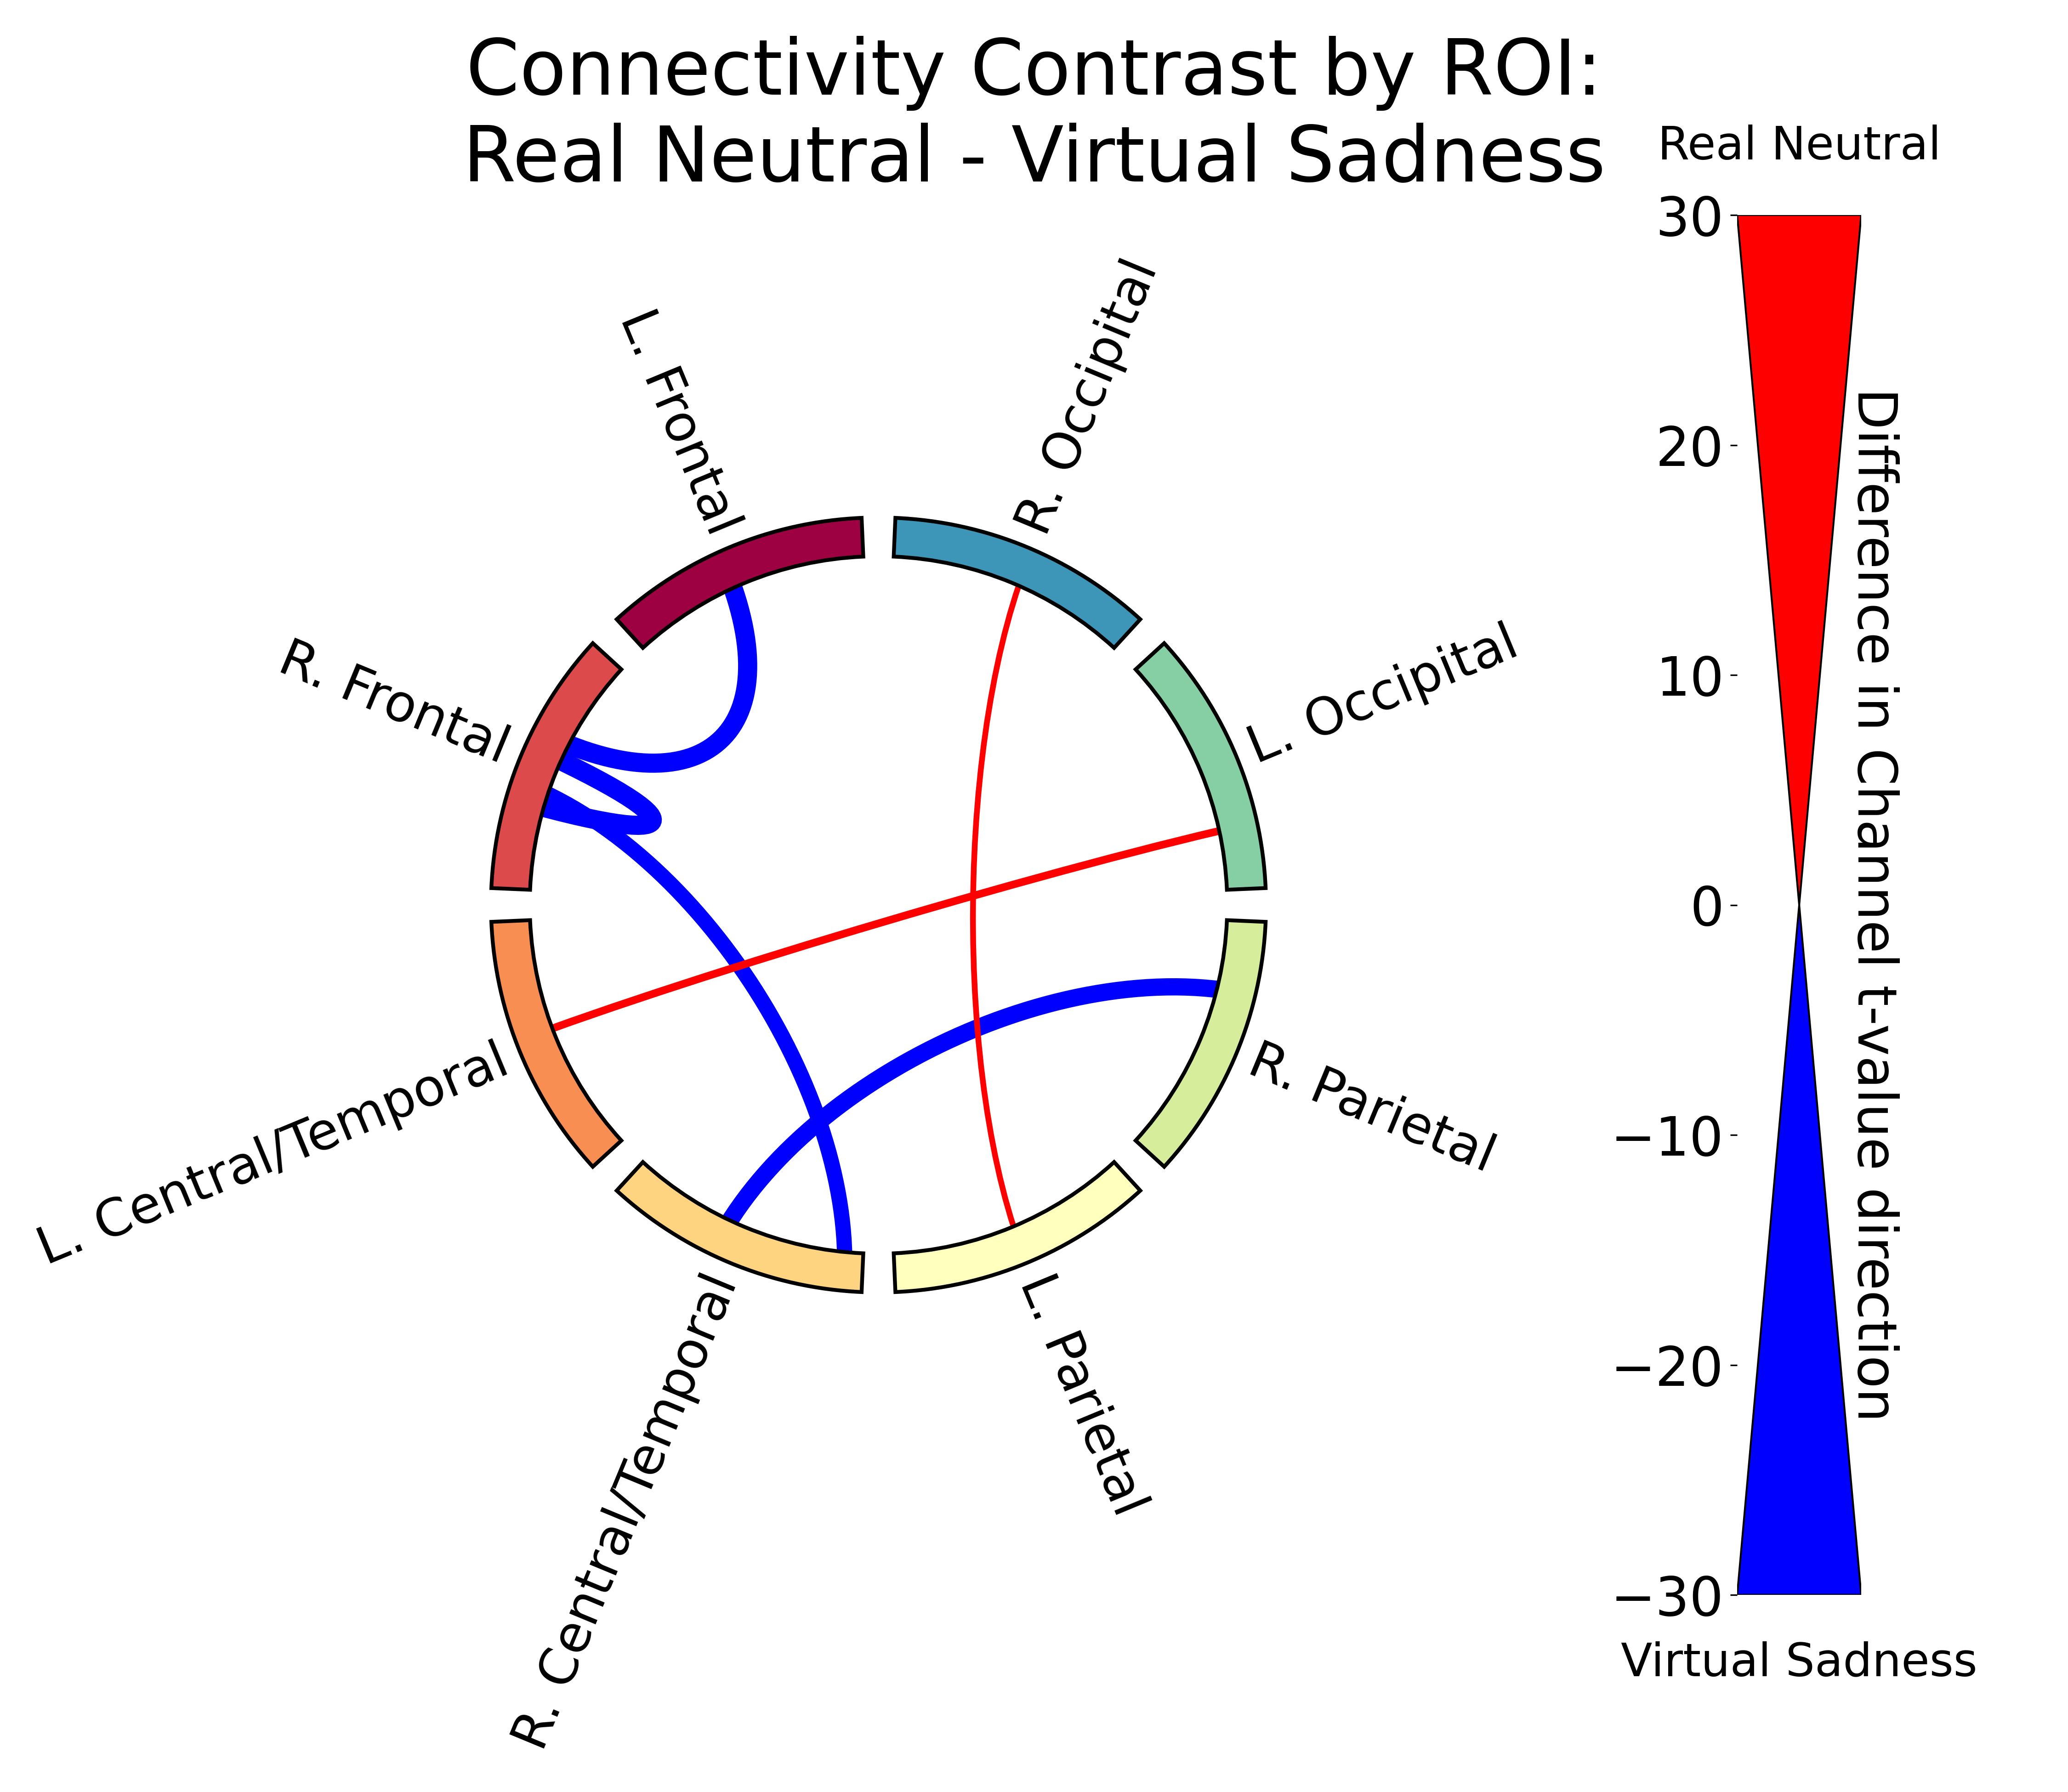 Connectivity Contrast by ROI:
Real Neutral - Virtual Sadness
Real Neutral
30
20
10
0
−10
−20
−30
Virtual Sadness
Difference in Channel t-value direction
L. Frontal
R. Occipital
R. Frontal
L. Occipital
L. Central/Temporal
R. Parietal
R. Central/Temporal
L. Parietal